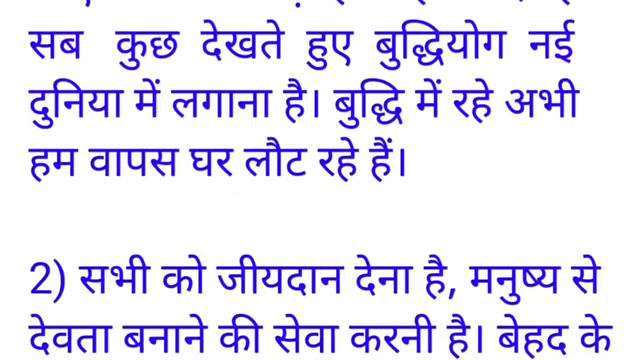 सब कुछ देखते हुए बुद्धियोग नई
दुनिया में लगाना है। बुद्धि में रहे अभी
हम वापस घर लौट रहे हैं।
2) सभी को जीयदान देना है, मनुष्य से
देवता बनाने की सेवा करनी है। बेहद के